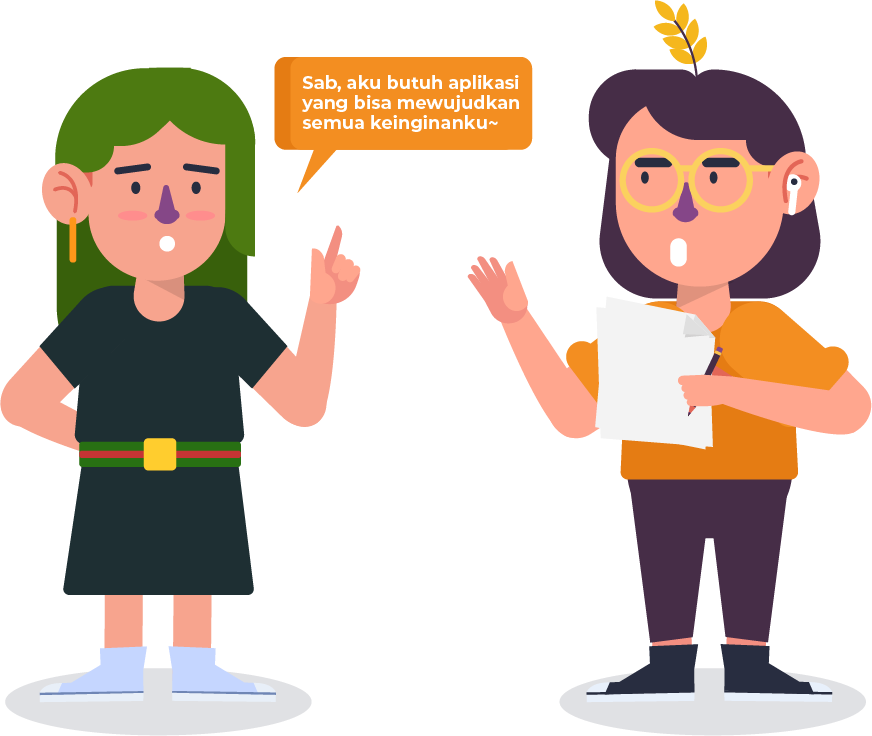 Sab, aku butuh aplikasi
yang bisa mewujudkan
semua keinginanku~